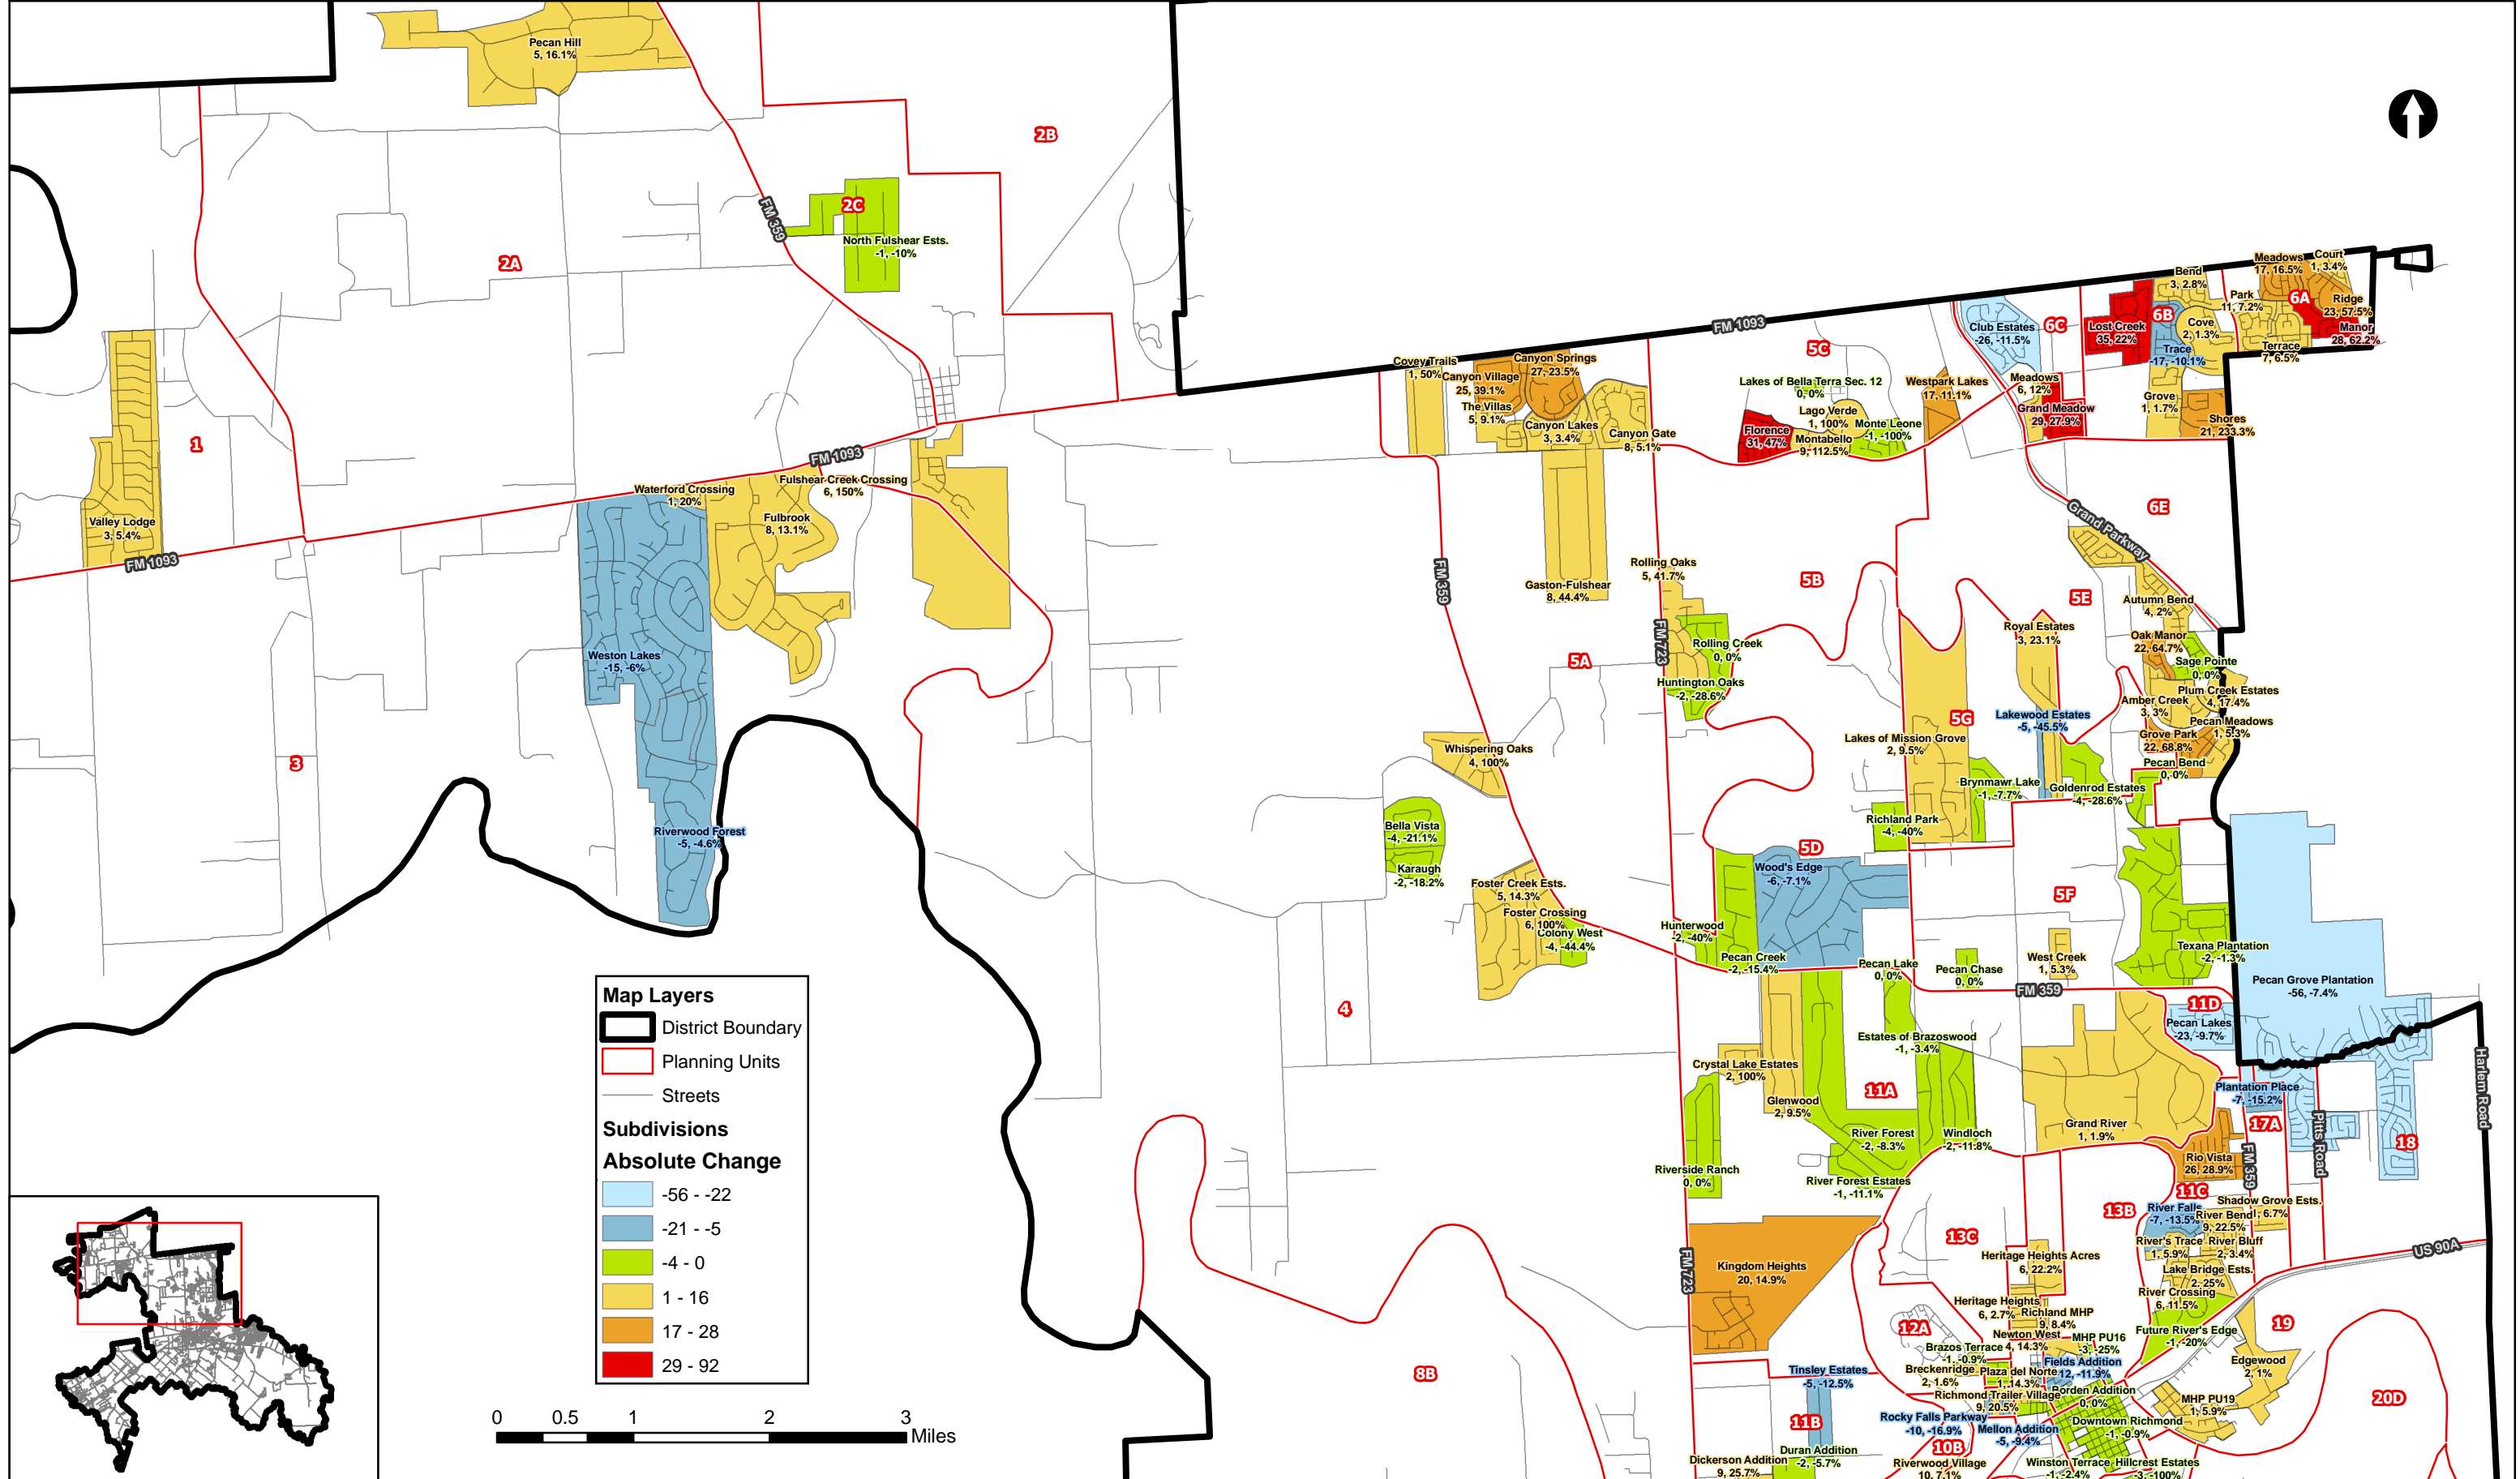 Pecan Hill
5, 16.1%
2B
2C
FM 359
North Fulshear Ests.
-1, -10%
2A
1
Valley Lodge
3, 5.4%
FM 1093
FM 1093
Waterford Crossing
1, 20%
Fulshear Creek Crossing
6, 150%
Fulbrook
8, 13.1%
Weston Lakes
-15, -6%
Riverwood Forest
-5, -4.6%
3
FM 1093
Covey Trails
1, 50%
Canyon Village
25, 39.1%
Canyon Springs
27, 23.5%
The Villas
5, 9.1%
Canyon Lakes
3, 3.4%
Canyon Gate
8, 5.1%
5C
Lakes of Bella Terra Sec. 12
0, 0%
Lago Verde
1, 100%
Florence
31, 47%
Montabello
9, 112.5%
Monte Leone
-1, -100%
Westpark Lakes
17, 11.1%
Club Estates
-26, -11.5%
6C
Meadows
6, 12%
Grand Meadow
29, 27.9%
Lost Creek
35, 22%
6B
Trace
-17, -10.1%
Bend
3, 2.8%
Cove
2, 1.3%
Park
11, 7.2%
Meadows
17, 16.5%
Court
1, 3.4%
6A
Ridge
23, 57.5%
Manor
28, 62.2%
Terrace
7, 6.5%
Grove
1, 1.7%
Shores
21, 233.3%
6E
Grand Parkway
Gaston-Fulshear
8, 44.4%
FM 359
Rolling Oaks
5, 41.7%
FM 723
5B
5A
Rolling Creek
0, 0%
Huntington Oaks
-2, -28.6%
5E
Autumn Bend
4, 2%
Royal Estates
3, 23.1%
Oak Manor
22, 64.7%
Sage Pointe
0, 0%
Plum Creek Estates
4, 17.4%
Amber Creek
3, 3%
Pecan Meadows
1, 5.3%
Grove Park
22, 68.8%
Pecan Bend
0, 0%
5G
Lakewood Estates
-5, -45.5%
Lakes of Mission Grove
2, 9.5%
Brynmawr Lake
-1, -7.7%
Goldenrod Estates
-4, -28.6%
Richland Park
-4, -40%
Whispering Oaks
4, 100%
Bella Vista
-4, -21.1%
Karaugh
-2, -18.2%
Foster Creek Ests.
5, 14.3%
Foster Crossing
6, 100%
Colony West
-4, -44.4%
5D
Wood's Edge
-6, -7.1%
Hunterwood
-2, -40%
Pecan Creek
-2, -15.4%
Pecan Lake
0, 0%
Pecan Chase
0, 0%
5F
West Creek
1, 5.3%
FM 359
Texana Plantation
-2, -1.3%
Pecan Grove Plantation
-56, -7.4%
11D
Pecan Lakes
-23, -9.7%
4
Estates of Brazoswood
-1, -3.4%
Crystal Lake Estates
2, 100%
Glenwood
2, 9.5%
11A
River Forest
-2, -8.3%
Windloch
-2, -11.8%
River Forest Estates
-1, -11.1%
Riverside Ranch
0, 0%
Grand River
1, 1.9%
Plantation Place
-7, -15.2%
17A
Pitts Road
Harlem Road
18
Rio Vista
26, 28.9%
FM 359
11C
Shadow Grove Ests.
1, 6.7%
13B
River Falls
-7, -13.5%
River Bend
9, 22.5%
River's Trace
1, 5.9%
River Bluff
2, 3.4%
Lake Bridge Ests.
2, 25%
River Crossing
6, 11.5%
US 90A
Future River's Edge
-1, -20%
19
Edgewood
2, 1%
MHP PU19
1, 5.9%
20D
13C
Heritage Heights Acres
6, 22.2%
Heritage Heights
6, 2.7%
Richland MHP
9, 8.4%
Newton West
4, 14.3%
MHP PU16
-3, -25%
12A
Brazos Terrace
-1, -0.9%
Breckenridge
2, 1.6%
Plaza del Norte
1, 14.3%
Fields Addition
-12, -11.9%
Richmond Trailer Village
9, 20.5%
Borden Addition
0, 0%
Rocky Falls Parkway
-10, -16.9%
Mellon Addition
-5, -9.4%
Downtown Richmond
-1, -0.9%
10B
Riverwood Village
10, 7.1%
Winston Terrace
-1, -2.4%
Hillcrest Estates
-3, -100%
Kingdom Heights
20, 14.9%
FM 723
Tinsley Estates
-5, -12.5%
11B
Duran Addition
-2, -5.7%
Dickerson Addition
9, 25.7%
8B
Map Layers
District Boundary
Planning Units
Streets
Subdivisions
Absolute Change
-56 - -22
-21 - -5
-4 - 0
1 - 16
17 - 28
29 - 92
0 0.5 1 2 3
Miles